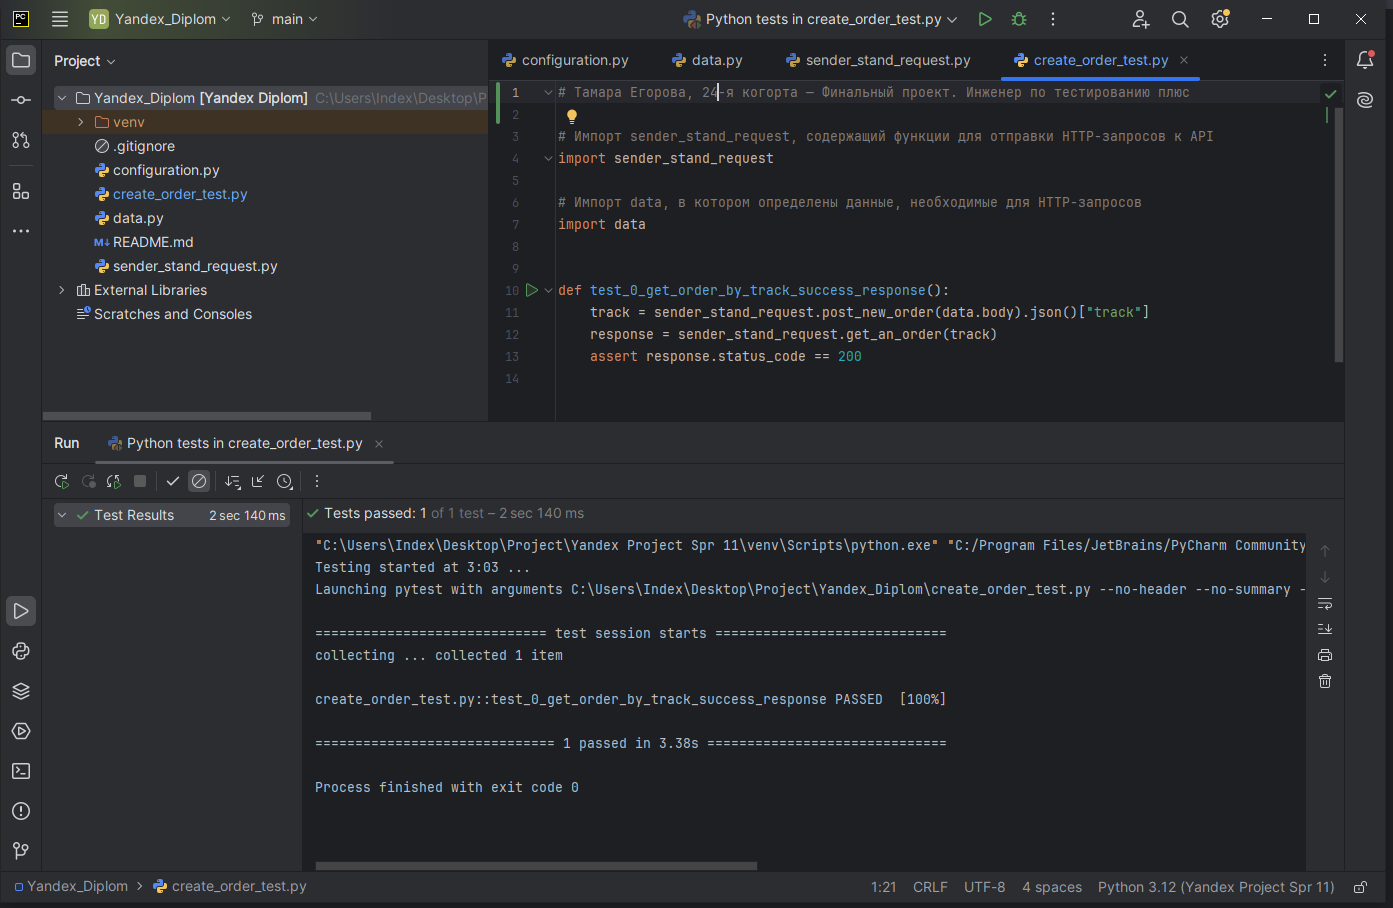 PC
YD Yandex_Diplom main Python tests in create_order_test.py
Project
Yandex_Diplom [Yandex Diplom] C:\Users\Index\Desktop\P
venv
.gitignore
configuration.py
create_order_test.py
data.py
M↓ README.md
sender_stand_request.py
External Libraries
Scratches and Consoles
configuration.py data.py sender_stand_request.py create_order_test.py
1 # Тамара Егорова, 24-я когорта — Финальный проект. Инженер по тестированию плюс
2
3 # Импорт sender_stand_request, содержащий функции для отправки HTTP-запросов к API
4 import sender_stand_request
5
6 # Импорт data, в котором определены данные, необходимые для HTTP-запросов
7 import data
8
9
10 def test_0_get_order_by_track_success_response():
11 track = sender_stand_request.post_new_order(data.body).json()["track"]
12 response = sender_stand_request.get_an_order(track)
13 assert response.status_code == 200
14
Run Python tests in create_order_test.py
Test Results 2 sec 140 ms
Tests passed: 1 of 1 test – 2 sec 140 ms
"C:\Users\Index\Desktop\Project\Yandex Project Spr 11\venv\Scripts\python.exe" "C:/Program Files/JetBrains/PyCharm Community
Testing started at 3:03 ...
Launching pytest with arguments C:\Users\Index\Desktop\Project\Yandex_Diplom\create_order_test.py --no-header --no-summary -
============================= test session starts =============================
collecting ... collected 1 item
create_order_test.py::test_0_get_order_by_track_success_response PASSED [100%]
============================== 1 passed in 3.38s ==============================
Process finished with exit code 0
Yandex_Diplom create_order_test.py 1:21 CRLF UTF-8 4 spaces Python 3.12 (Yandex Project Spr 11)